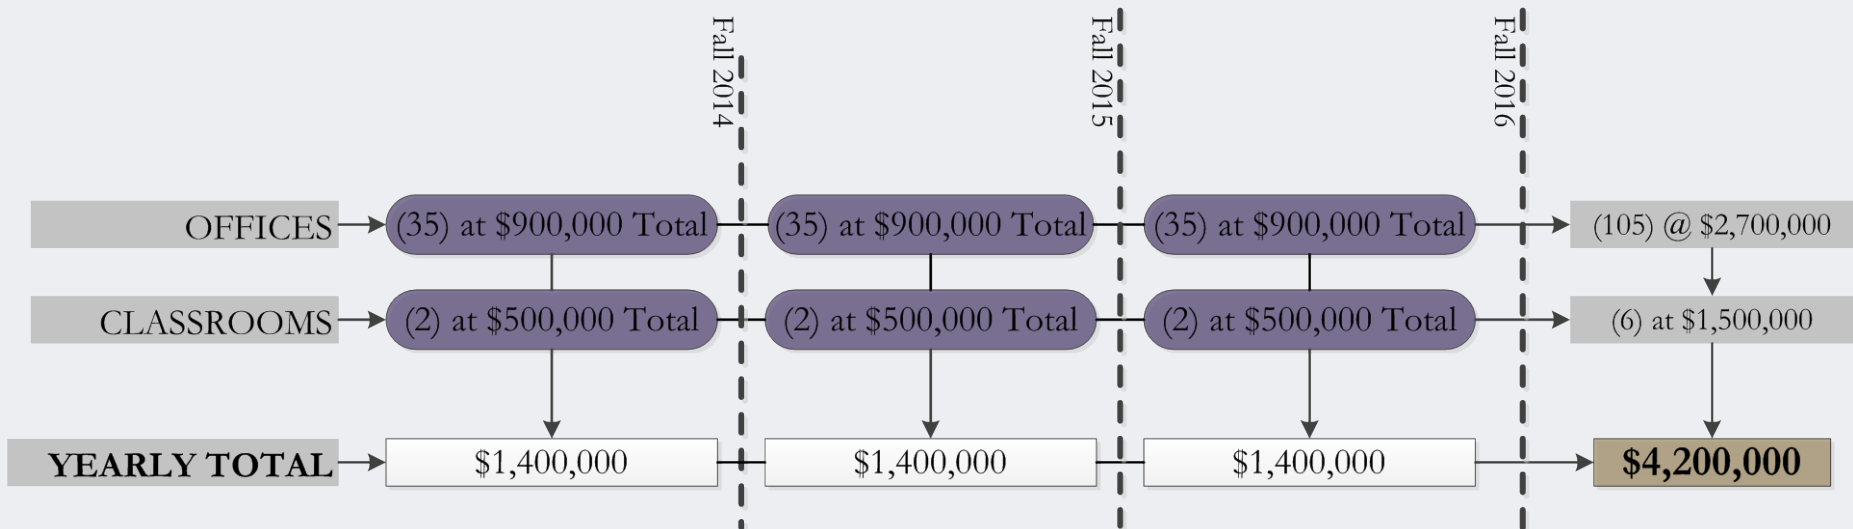 Fall 2014
Fall 2015
Fall 2016
OFFICES
(35) at $900,000 Total
(35) at $900,000 Total
(35) at $900,000 Total
(105) @ $2,700,000
CLASSROOMS
(2) at $500,000 Total
(2) at $500,000 Total
(2) at $500,000 Total
(6) at $1,500,000
YEARLY TOTAL
$1,400,000
$1,400,000
$1,400,000
$4,200,000